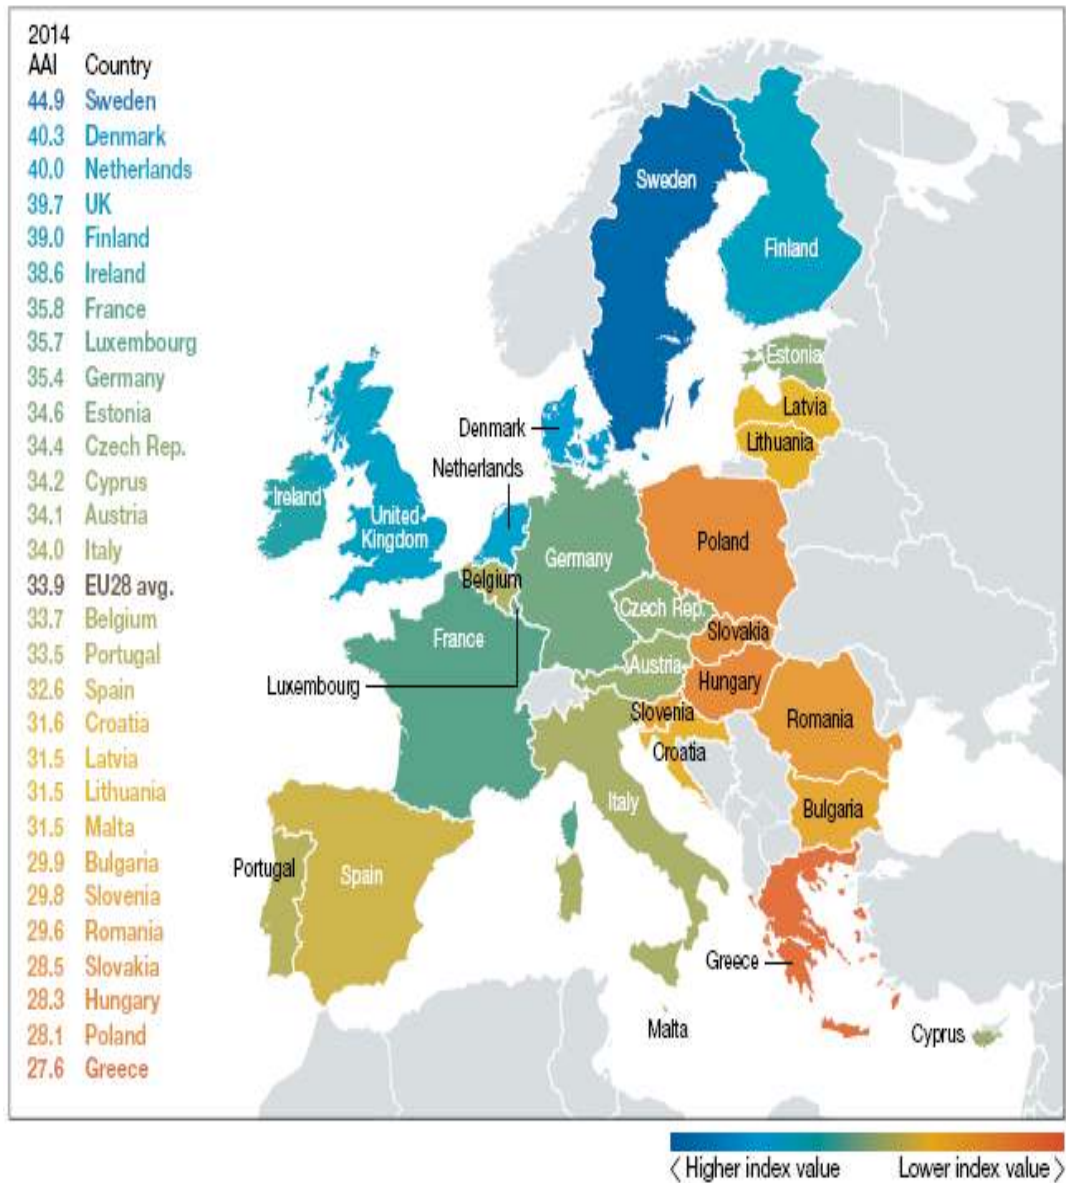 2014
AAI Country
44.9 Sweden
40.3 Denmark
40.0 Netherlands
39.7 UK
39.0 Finland
38.6 Ireland
35.8 France
35.7 Luxembourg
35.4 Germany
34.6 Estonia
34.4 Czech Rep.
34.2 Cyprus
34.1 Austria
34.0 Italy
33.9 EU28 avg.
33.7 Belgium
33.5 Portugal
32.6 Spain
31.6 Croatia
31.5 Latvia
31.5 Lithuania
31.5 Malta
29.9 Bulgaria
29.8 Slovenia
29.6 Romania
28.5 Slovakia
28.3 Hungary
28.1 Poland
27.6 Greece
Sweden
Finland
Estonia
Latvia
Lithuania
Denmark
Netherlands
Ireland
United
Kingdom
Belgium
Germany
Poland
Czech Rep.
Slovakia
France
Austria
Luxembourg
Hungary
Slovenia
Romania
Croatia
Italy
Bulgaria
Portugal
Spain
Greece
Malta
Cyprus
< Higher index value
Lower index value >